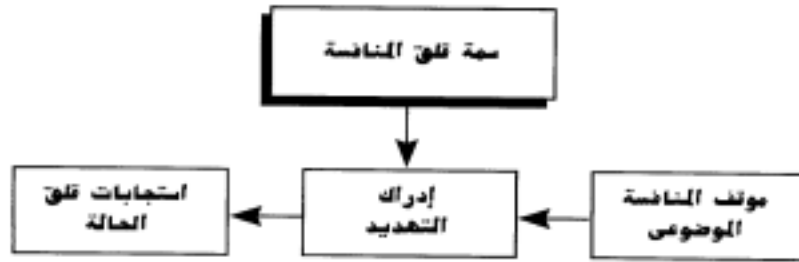 سمة قلق المنافسة
موقف المنافسة
الموضوعى
إدراك
التهديد
استجابات قلق
الحالة